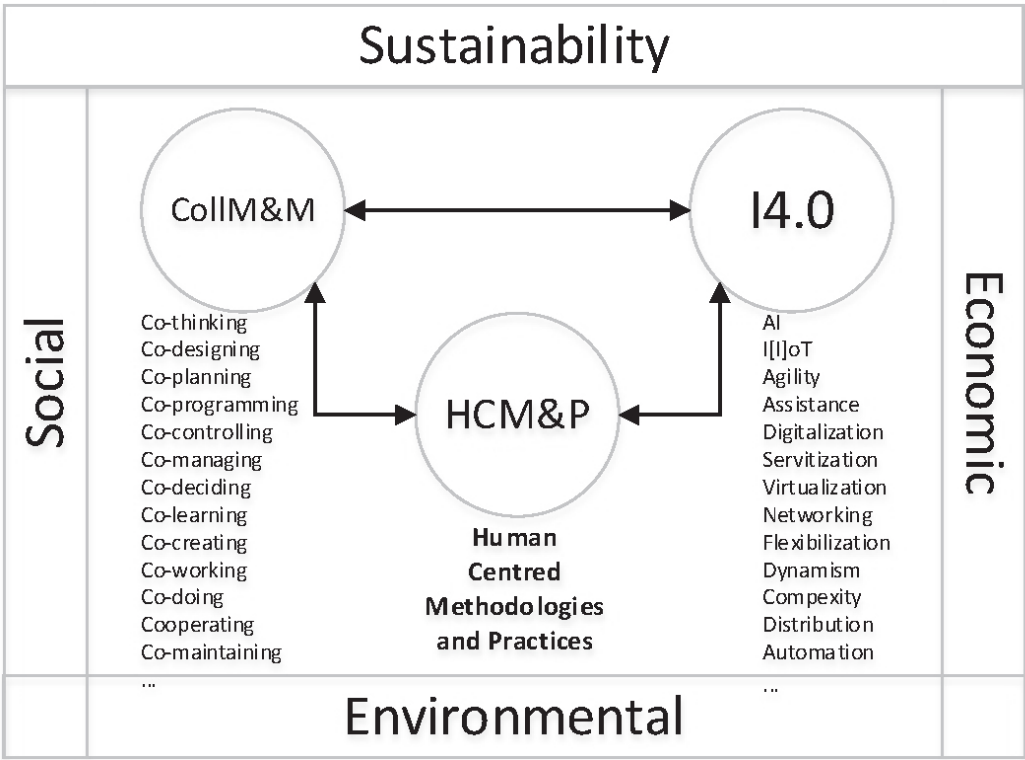 Sustainability
Social
CollM&M
Co-thinking
Co-designing
Co-planning
Co-programming
Co-controlling
Co-managing
Co-deciding
Co-learning
Co-creating
Co-working
Co-doing
Cooperating
Co-maintaining
...
HCM&P
Human
Centred
Methodologies
and Practices
I4.0
AI
I[I]oT
Agility
Assistance
Digitalization
Servitization
Virtualization
Networking
Flexibilization
Dynamism
Compexity
Distribution
Automation
...
Economic
Environmental